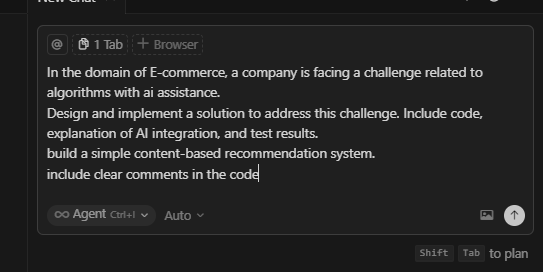 New Chat
@ 1 Tab + Browser
In the domain of E-commerce, a company is facing a challenge related to
algorithms with ai assistance.
Design and implement a solution to address this challenge. Include code,
explanation of AI integration, and test results.
build a simple content-based recommendation system.
include clear comments in the code
∞ Agent Ctrl+I Auto
Shift Tab to plan